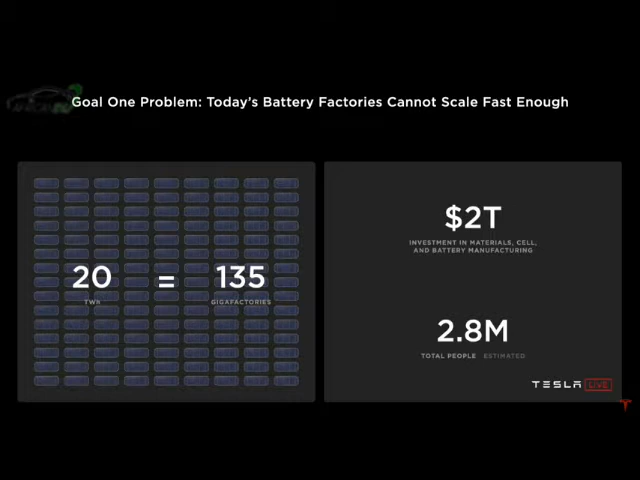 Goal One Problem: Today's Battery Factories Cannot Scale Fast Enough
20 = 135
TWh GIGAFACTORIES
$2T
INVESTMENT IN MATERIALS, CELL,
AND BATTERY MANUFACTURING
2.8M
TOTAL PEOPLE ESTIMATED
TESLA LIVE